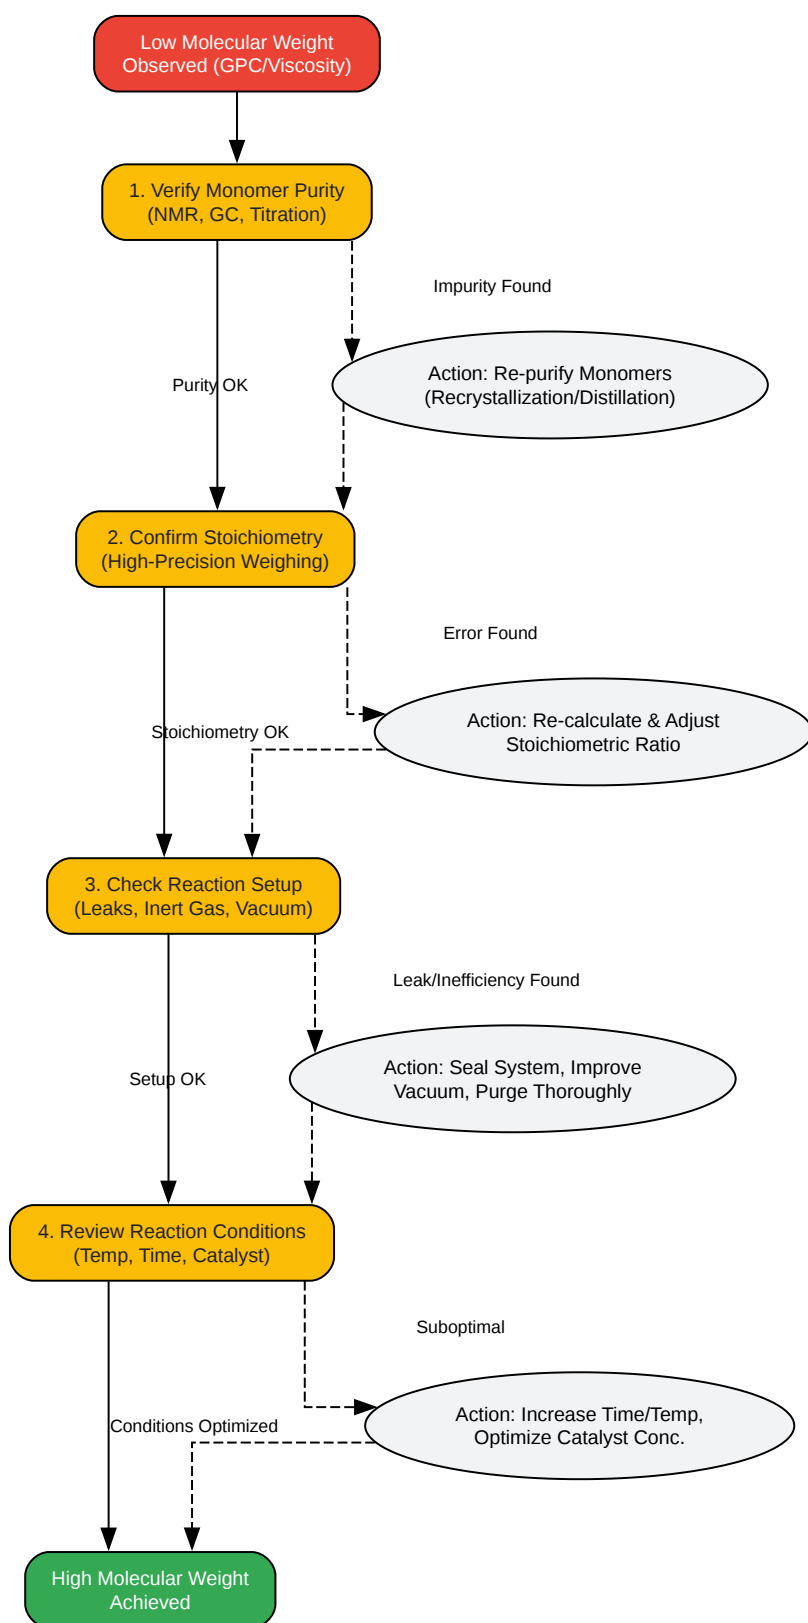 Low Molecular Weight
Observed (GPC/Viscosity)
1. Verify Monomer Purity
(NMR, GC, Titration)
Impurity Found
Purity OK
Action: Re-purify Monomers
(Recrystallization/Distillation)
2. Confirm Stoichiometry
(High-Precision Weighing)
Error Found
Stoichiometry OK
Action: Re-calculate & Adjust
Stoichiometric Ratio
3. Check Reaction Setup
(Leaks, Inert Gas, Vacuum)
Leak/Inefficiency Found
Setup OK
Action: Seal System, Improve
Vacuum, Purge Thoroughly
4. Review Reaction Conditions
(Temp, Time, Catalyst)
Suboptimal
Conditions Optimized
Action: Increase Time/Temp,
Optimize Catalyst Conc.
High Molecular Weight
Achieved